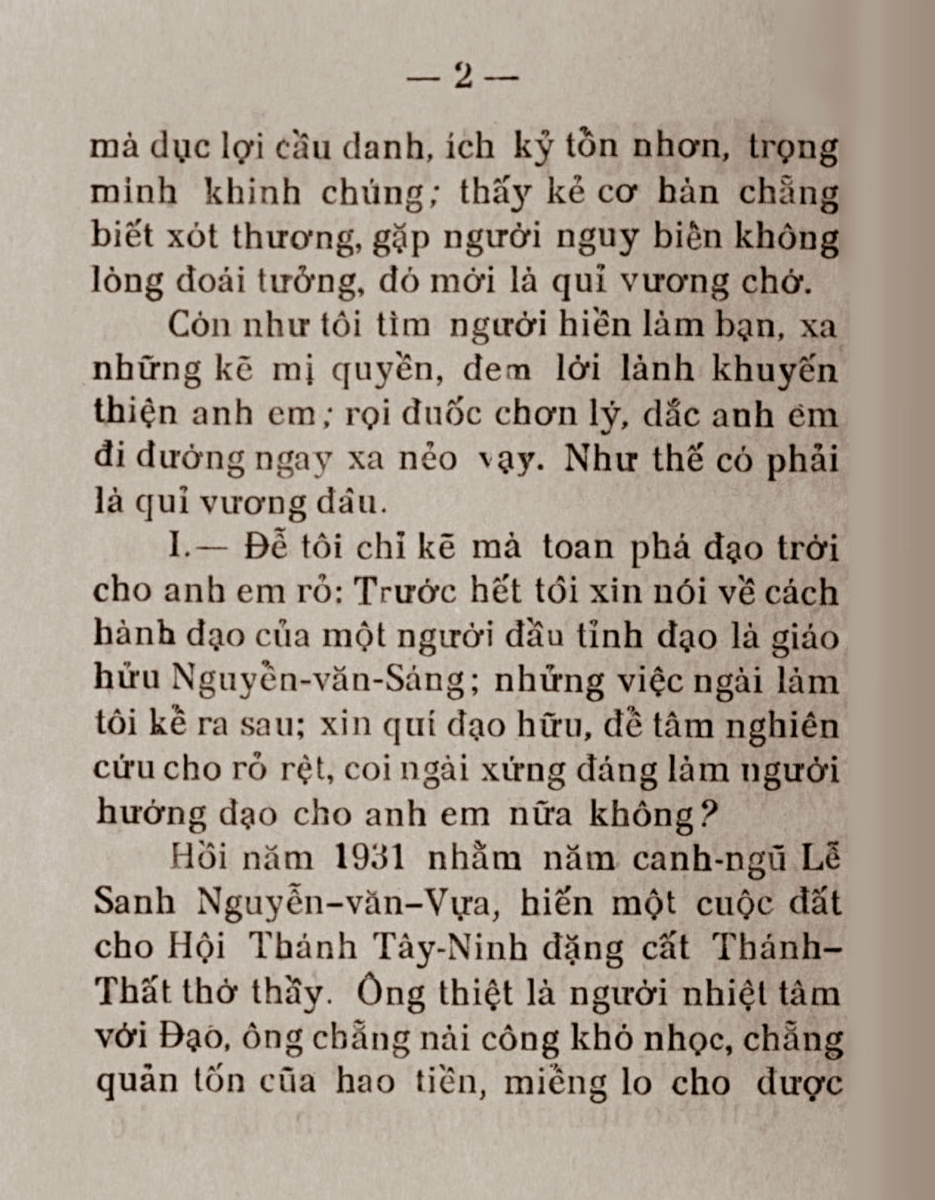 — 2 —
mà dục lợi cầu danh, ích kỷ tổn nhơn, trọng
minh khinh chúng; thấy kẻ cơ hàn chẳng
biết xót thương, gặp người nguy biên không
lòng đoái tưởng, đó mới là quỉ vương chớ.
Còn như tôi tìm người hiền làm bạn, xa
những kẽ mị quyền, đem lời lành khuyến
thiện anh em; rọi đuốc chơn lý, dắc anh em
đi đường ngay xa nẻo vạy. Như thế có phải
là quỉ vương đâu.
I.— Để tôi chỉ kẽ mà toan phá đạo trời
cho anh em rỏ: Trước hết tôi xin nói về cách
hành đạo của một người đầu tỉnh đạo là giáo
hửu Nguyễn-văn-Sáng; nhửng việc ngài làm
tôi kể ra sau; xin quí đạo hữu, để tâm nghiên
cứu cho rỏ rệt, coi ngài xứng đáng làm người
hướng đạo cho anh em nữa không?
Hồi năm 1931 nhằm năm canh-ngũ Lễ
Sanh Nguyễn-văn-Vựa, hiến một cuộc đất
cho Hội Thánh Tây-Ninh đặng cất Thánh-
Thất thờ thầy. Ông thiệt là người nhiệt tâm
với Đạo, ông chẳng nài công khó nhọc, chẳng
quản tốn cũa hao tiền, miểng lo cho được